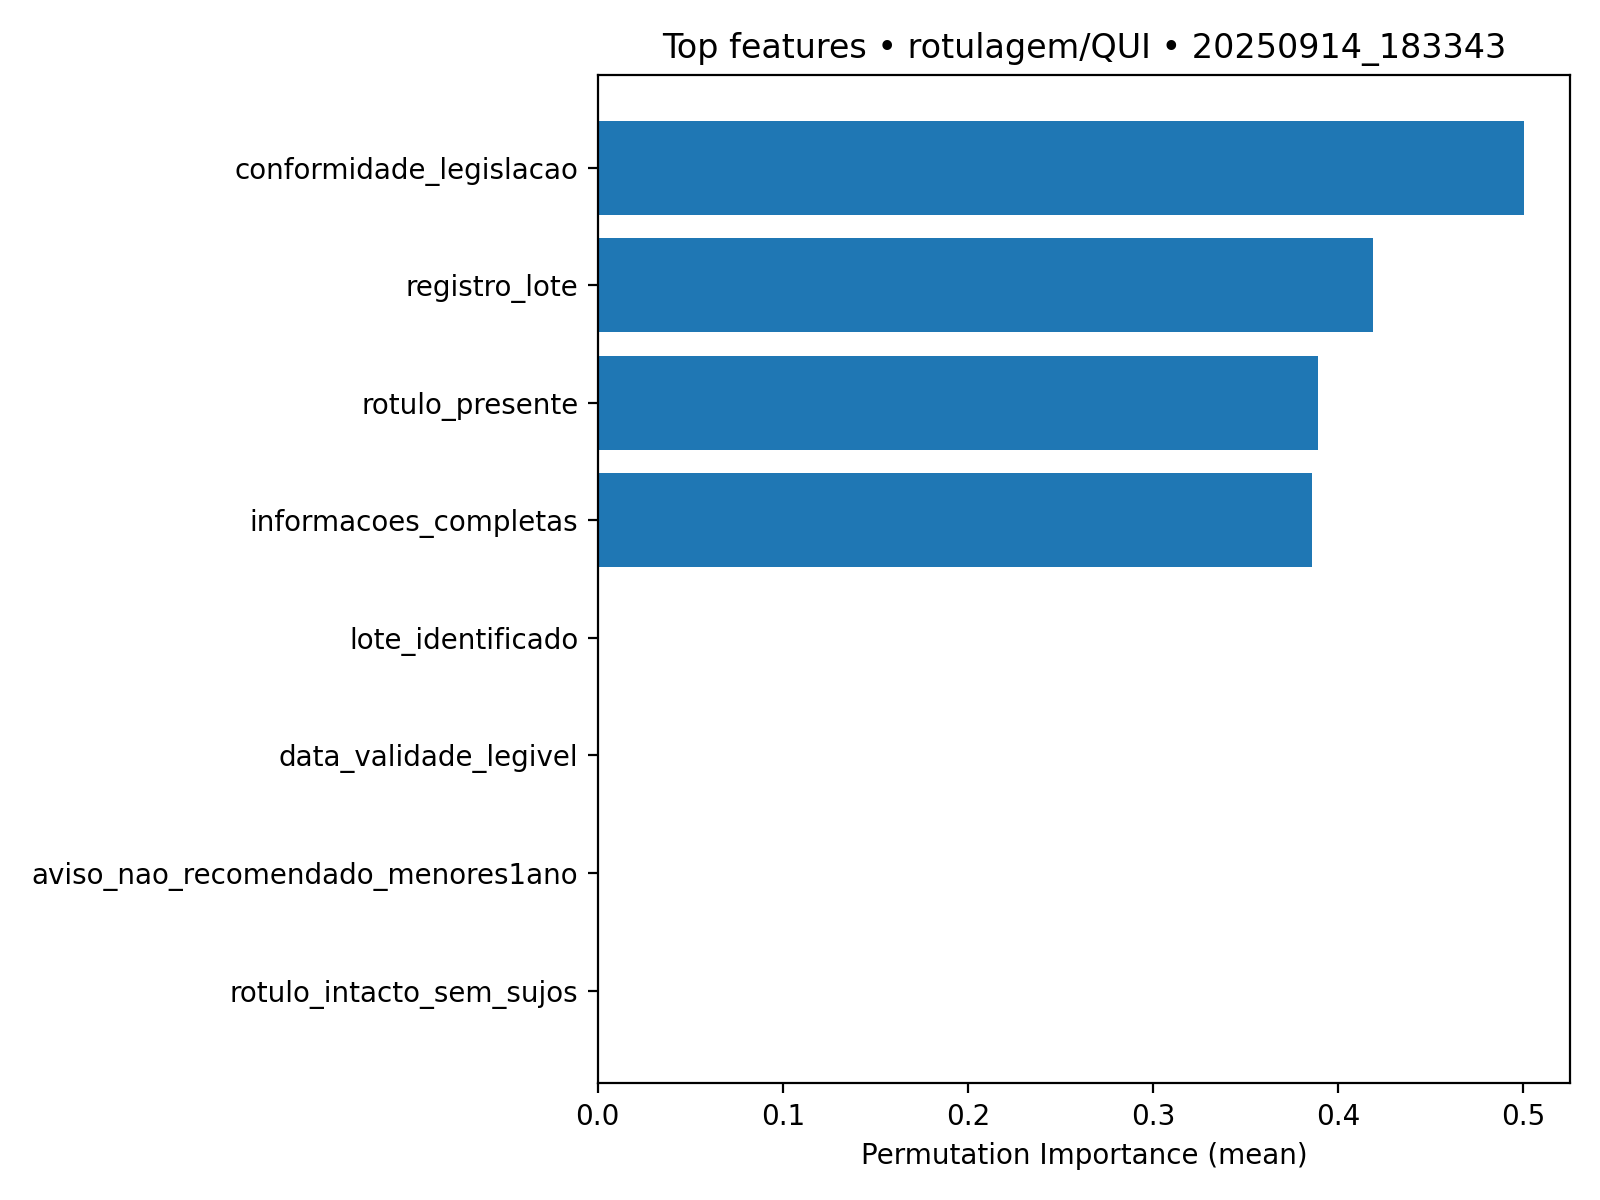 Top features • rotulagem/QUI • 20250914_183343
conformidade_legislacao
registro_lote
rotulo_presente
informacoes_completas
lote_identificado
data_validade_legivel
aviso_nao_recomendado_menores1ano
rotulo_intacto_sem_sujos
0.0 0.1 0.2 0.3 0.4 0.5
Permutation Importance (mean)